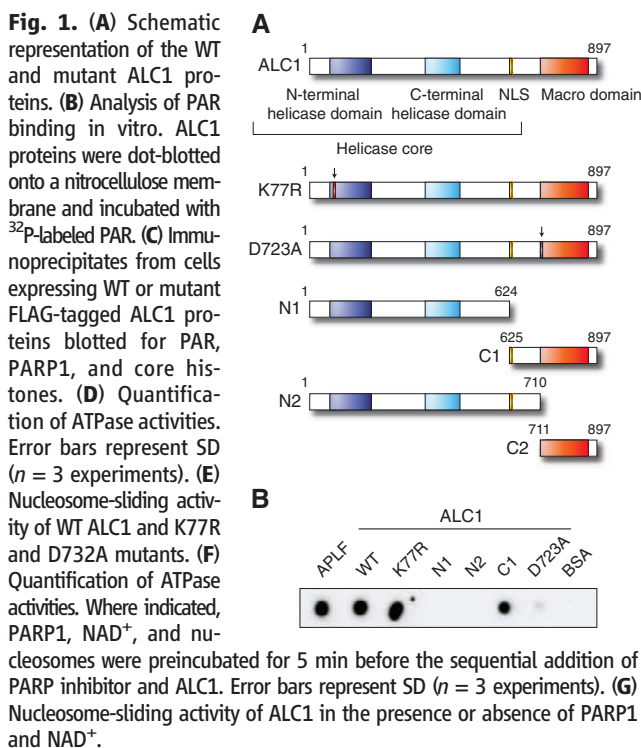 Fig. 1. (A) Schematic
representation of the WT
and mutant ALC1 pro-
teins. (B) Analysis of PAR
binding in vitro. ALC1
proteins were dot-blotted
onto a nitrocellulose mem-
brane and incubated with
³²P-labeled PAR. (C) Immu-
noprecipitates from cells
expressing WT or mutant
FLAG-tagged ALC1 pro-
teins blotted for PAR,
PARP1, and core his-
tones. (D) Quantifica-
tion of ATPase activities.
Error bars represent SD
(n = 3 experiments). (E)
Nucleosome-sliding activ-
ity of WT ALC1 and K77R
and D732A mutants. (F)
Quantification of ATPase
activities. Where indicated,
PARP1, NAD⁺, and nu-
cleosomes were preincubated for 5 min before the sequential addition of
PARP inhibitor and ALC1. Error bars represent SD (n = 3 experiments). (G)
Nucleosome-sliding activity of ALC1 in the presence or absence of PARP1
and NAD⁺.
A
1 897
ALC1
N-terminal helicase domain
C-terminal helicase domain
NLS
Macro domain
Helicase core
1 897
K77R
1 897
D723A
1 624
N1
625 897
C1
1 710
N2
711 897
C2
B
ALC1
APLF WT K77R N1 N2 C1 D723A BSA